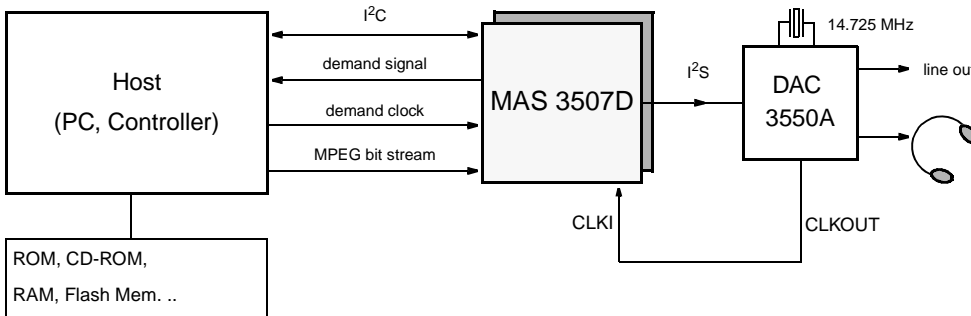 I²C
demand signal
demand clock
MPEG bit stream
Host
(PC, Controller)
MAS 3507D
I²S
14.725 MHz
DAC
3550A
line out
CLKI
CLKOUT
ROM, CD-ROM,
RAM, Flash Mem. ..